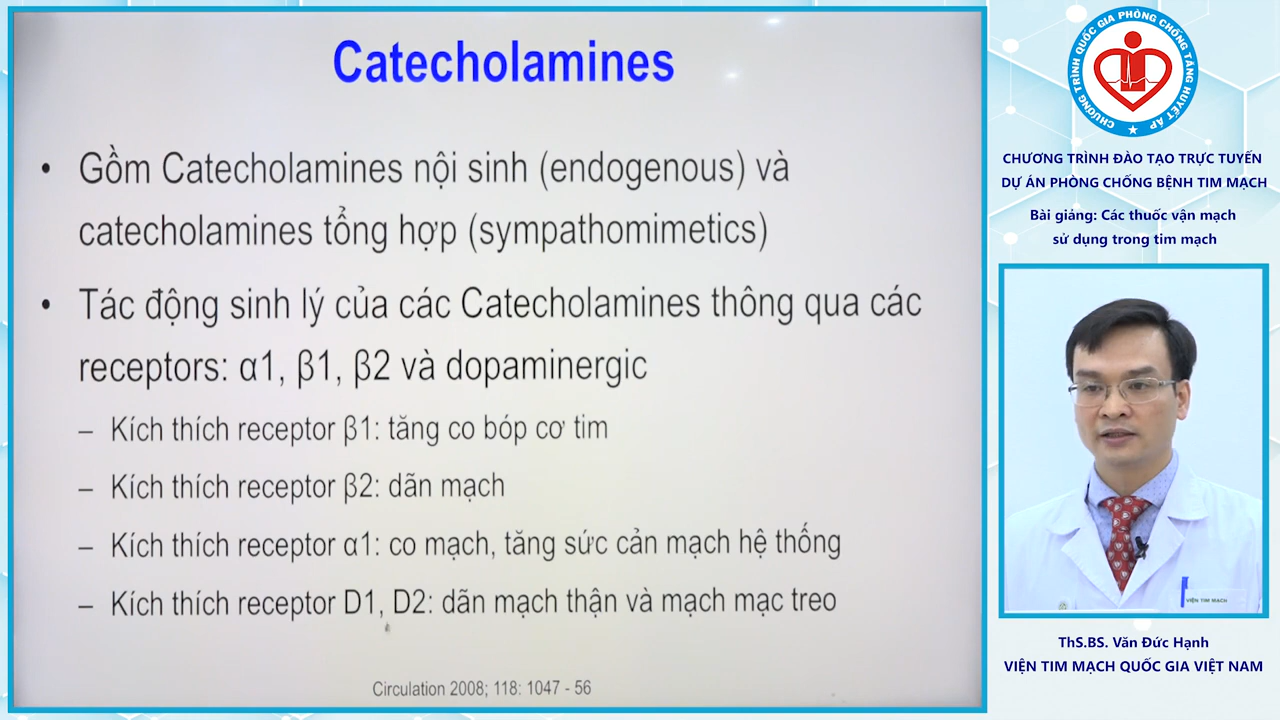 Catecholamines
• Gồm Catecholamines nội sinh (endogenous) và
catecholamines tổng hợp (sympathomimetics)
• Tác động sinh lý của các Catecholamines thông qua các
receptors: α1, β1, β2 và dopaminergic
– Kích thích receptor β1: tăng co bóp cơ tim
– Kích thích receptor β2: dãn mạch
– Kích thích receptor α1: co mạch, tăng sức cản mạch hệ thống
– Kích thích receptor D1, D2: dãn mạch thận và mạch mạc treo
Circulation 2008; 118: 1047 - 56
CHƯƠNG TRÌNH QUỐC GIA PHÒNG CHỐNG TĂNG HUYẾT ÁP
CHƯƠNG TRÌNH ĐÀO TẠO TRỰC TUYẾN
DỰ ÁN PHÒNG CHỐNG BỆNH TIM MẠCH
Bài giảng: Các thuốc vận mạch
sử dụng trong tim mạch
VIỆN TIM MẠCH
ThS.BS. Văn Đức Hạnh
VIỆN TIM MẠCH QUỐC GIA VIỆT NAM